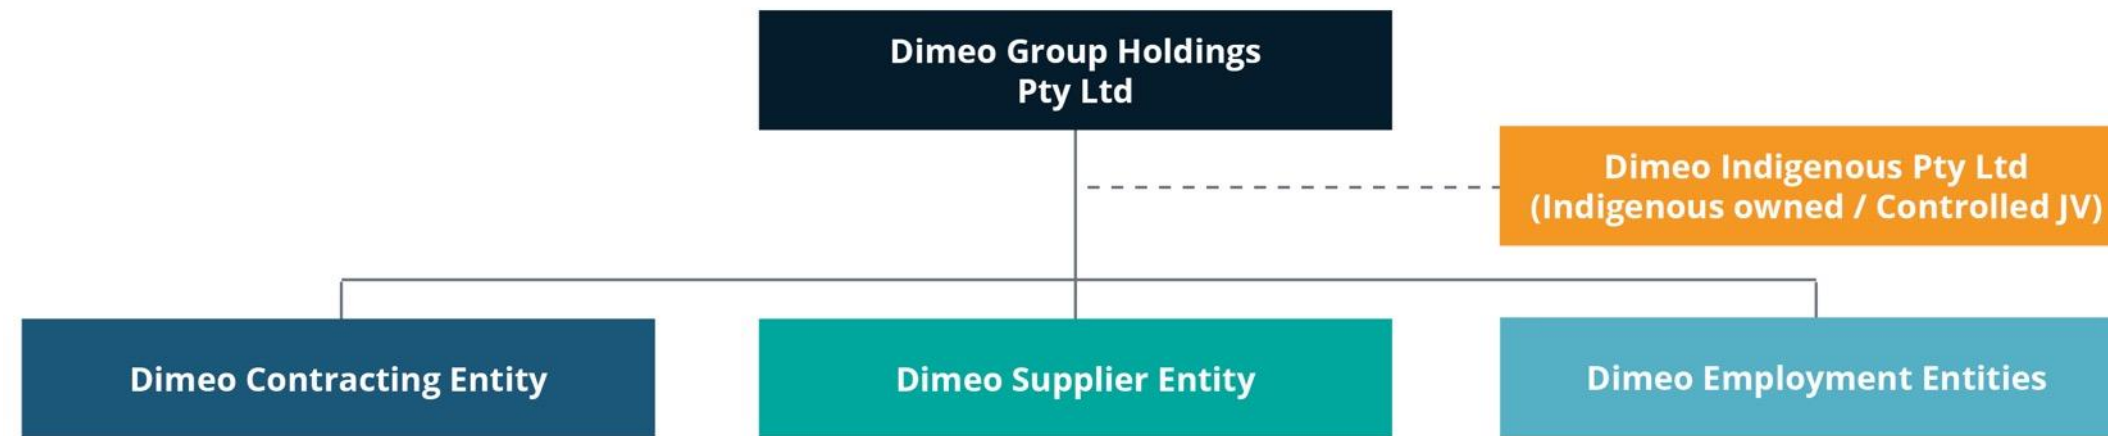 Dimeo Group Holdings
Pty Ltd
Dimeo Indigenous Pty Ltd
(Indigenous owned / Controlled JV)
Dimeo Contracting Entity
Dimeo Supplier Entity
Dimeo Employment Entities